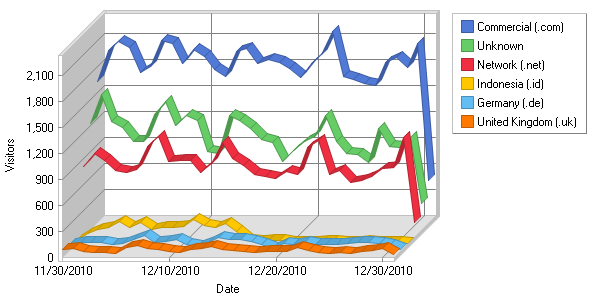 Visitors
2,100
1,800
1,500
1,200
900
600
300
0
11/30/2010
12/10/2010
12/20/2010
12/30/2010
Date
Commercial (.com)
Unknown
Network (.net)
Indonesia (.id)
Germany (.de)
United Kingdom (.uk)